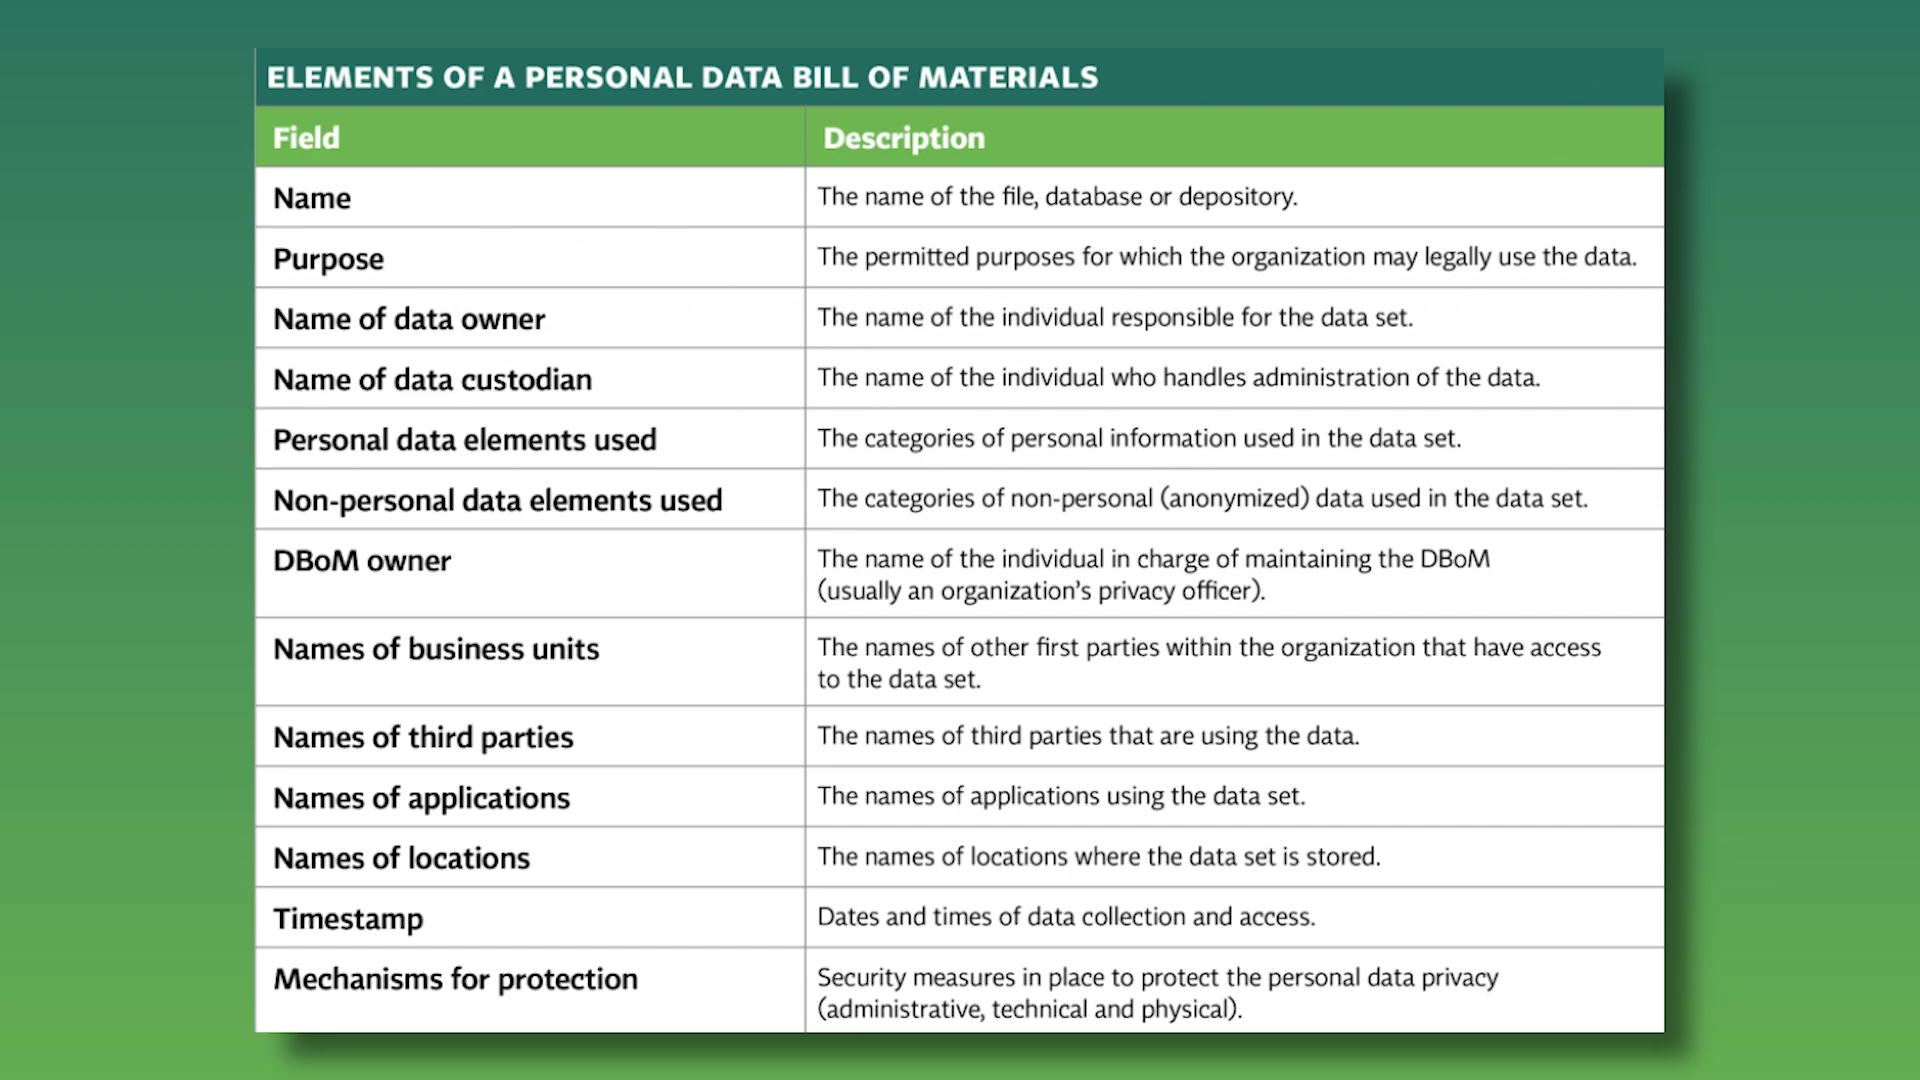 ELEMENTS OF A PERSONAL DATA BILL OF MATERIALS
Field Description
Name The name of the file, database or depository.
Purpose The permitted purposes for which the organization may legally use the data.
Name of data owner The name of the individual responsible for the data set.
Name of data custodian The name of the individual who handles administration of the data.
Personal data elements used The categories of personal information used in the data set.
Non-personal data elements used The categories of non-personal (anonymized) data used in the data set.
DBoM owner The name of the individual in charge of maintaining the DBoM
(usually an organization’s privacy officer).
Names of business units The names of other first parties within the organization that have access
to the data set.
Names of third parties The names of third parties that are using the data.
Names of applications The names of applications using the data set.
Names of locations The names of locations where the data set is stored.
Timestamp Dates and times of data collection and access.
Mechanisms for protection Security measures in place to protect the personal data privacy
(administrative, technical and physical).